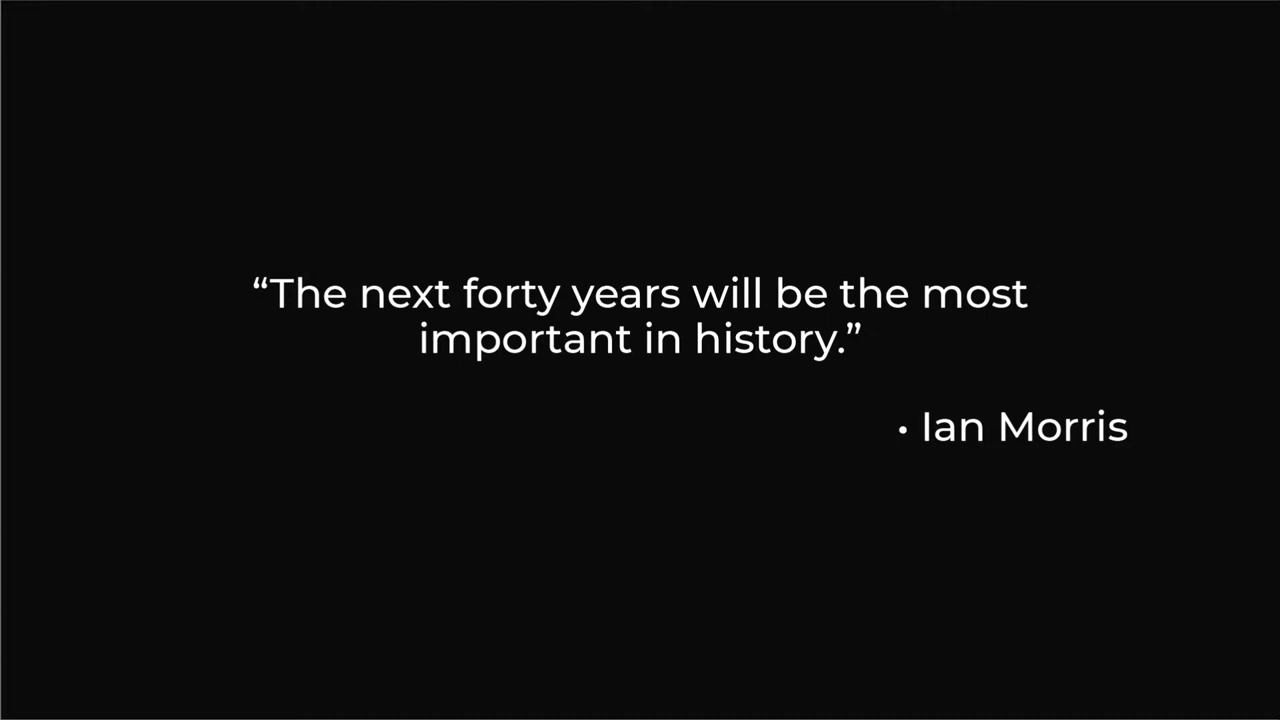 “The next forty years will be the most
important in history.”
• Ian Morris